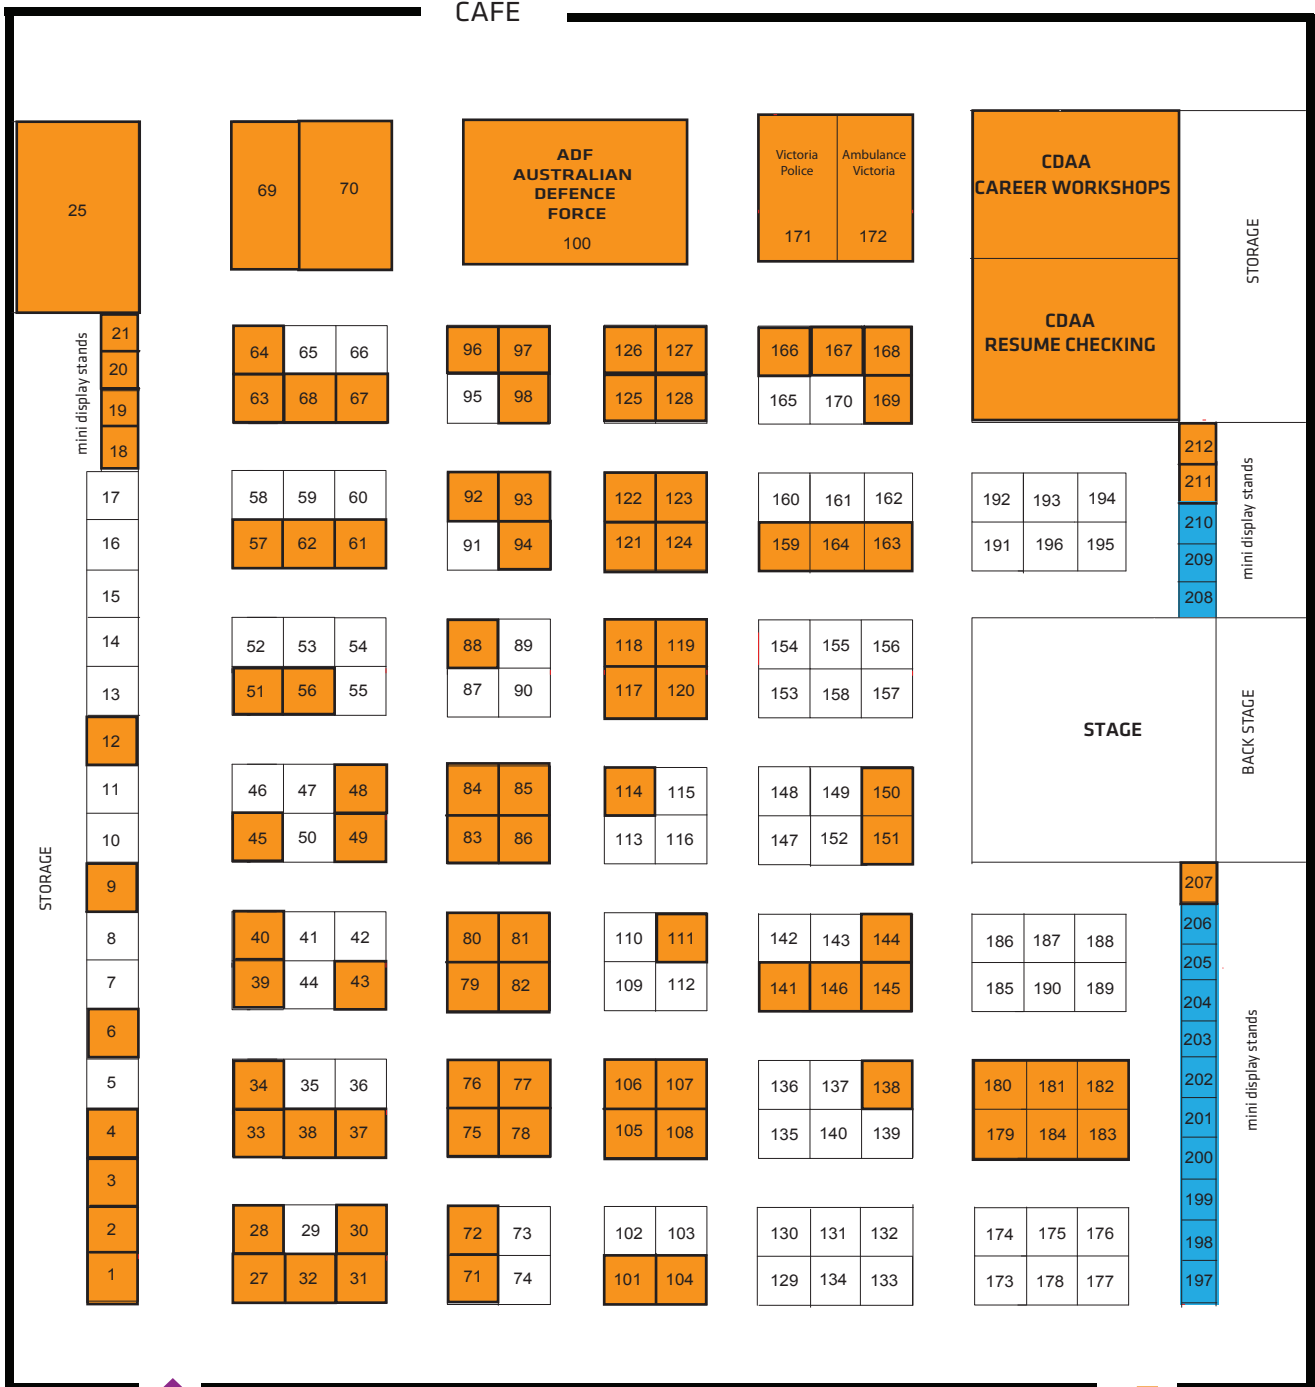 CAFE
25
69 70
ADF
AUSTRALIAN
DEFENCE
FORCE
100
Victoria
Police
171
Ambulance
Victoria
172
CDAA
CAREER WORKSHOPS
CDAA
RESUME CHECKING
STORAGE
mini display stands
21
20
19
18
17
16
15
14
13
12
11
10
9
8
7
6
5
4
3
2
1
STORAGE
64 65 66
63 68 67
58 59 60
57 62 61
52 53 54
51 56 55
46 47 48
45 50 49
40 41 42
39 44 43
34 35 36
33 38 37
28 29 30
27 32 31
96 97
95 98
92 93
91 94
88 89
87 90
84 85
83 86
80 81
79 82
76 77
75 78
72 73
71 74
126 127
125 128
122 123
121 124
118 119
117 120
114 115
113 116
110 111
109 112
106 107
105 108
102 103
101 104
166 167 168
165 170 169
160 161 162
159 164 163
154 155 156
153 158 157
148 149 150
147 152 151
142 143 144
141 146 145
136 137 138
135 140 139
130 131 132
129 134 133
192 193 194
191 196 195
STAGE
BACK STAGE
186 187 188
185 190 189
180 181 182
179 184 183
174 175 176
173 178 177
212
211
210
209
208
mini display stands
207
206
205
204
203
202
201
200
199
198
197
mini display stands